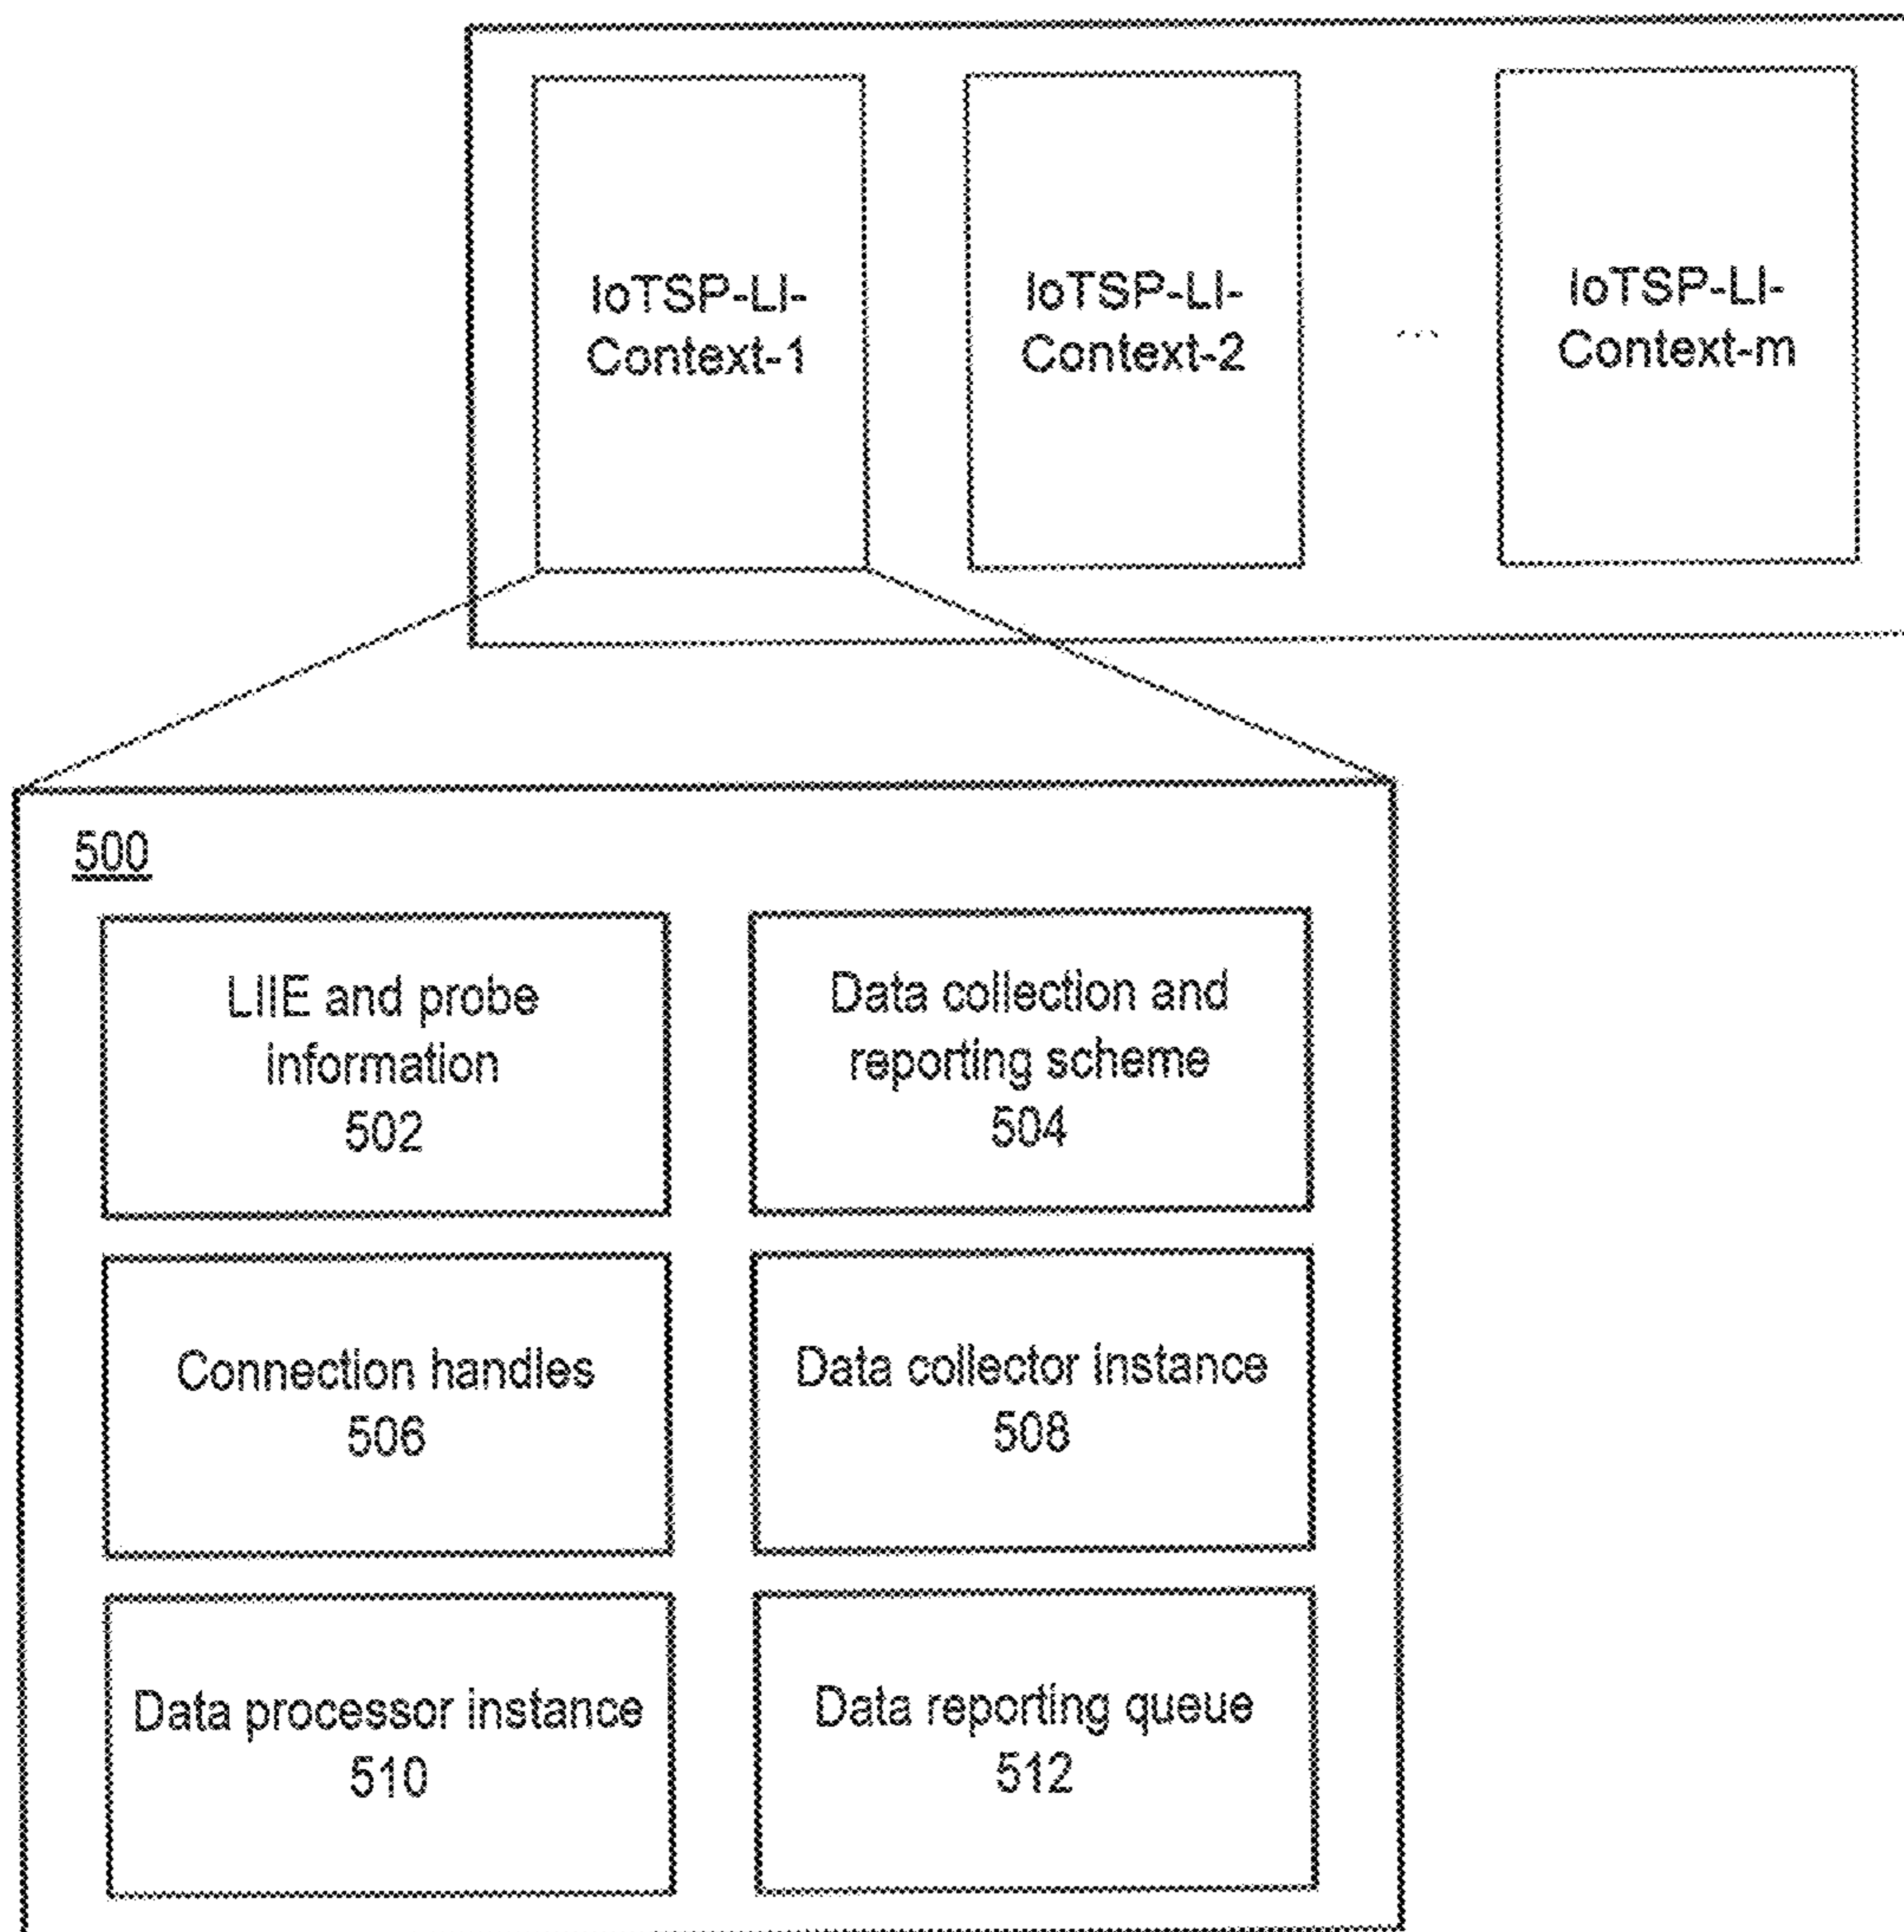 IoTSP-LI-
Context-1
IoTSP-LI-
Context-2
...
IoTSP-LI-
Context-m
500
LIIE and probe
information
502
Data collection and
reporting scheme
504
Connection handles
506
Data collector instance
508
Data processor instance
510
Data reporting queue
512